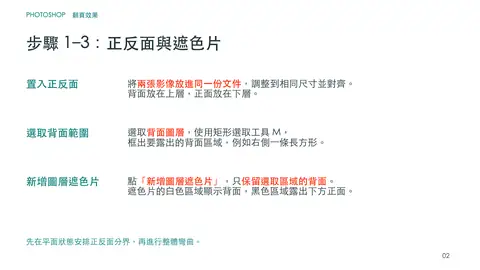 PHOTOSHOP 翻頁效果
步驟 1–3：正反面與遮色片
置入正反面
將兩張影像放進同一份文件，調整到相同尺寸並對齊。
背面放在上層，正面放在下層。
選取背面範圍
選取背面圖層，使用矩形選取工具 M，
框出要露出的背面區域，例如右側一條長方形。
新增圖層遮色片
點「新增圖層遮色片」，只保留選取區域的背面。
遮色片的白色區域顯示背面，黑色區域露出下方正面。
先在平面狀態安排正反面分界，再進行整體彎曲。
02